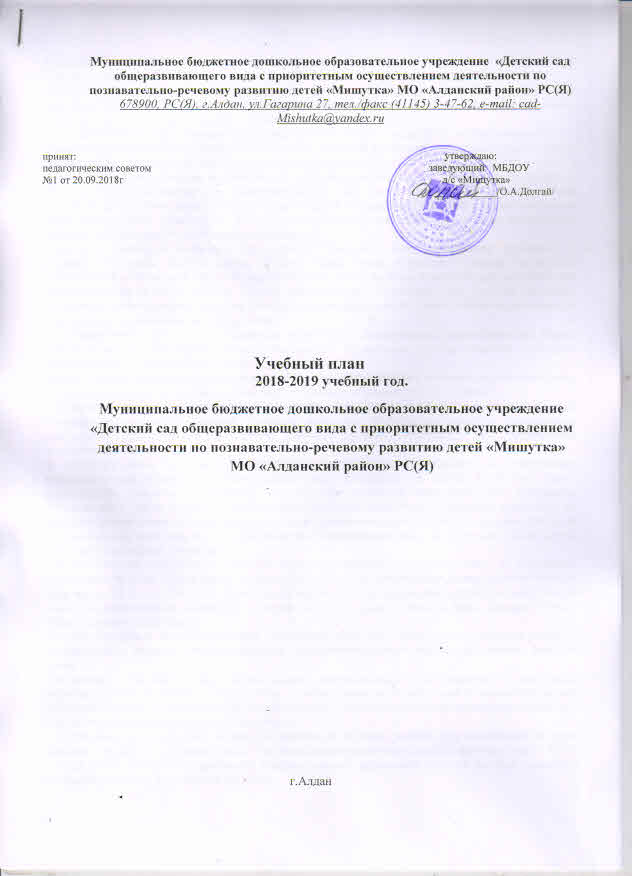 Муниципальное бюджетное дошкольное образовательное учреждение «Детский сад
общеразвивающего вида с приоритетным осуществлением деятельности по
познавательно-речевому развитию детей «Мишутка» МО «Алданский район» РС(Я)
678900, РС(Я), г.Алдан, ул.Гагарина 27, тел./факс (41145) 3-47-62, e-mail: cad-
Mishutka@yandex.ru
принят:
педагогическим советом
№1 от 20.09.2018г
утверждаю:
заведующий МБДОУ
д/с «Мишутка»
/О.А.Долгай/
Учебный план
2018-2019 учебный год.
Муниципальное бюджетное дошкольное образовательное учреждение
«Детский сад общеразвивающего вида с приоритетным осуществлением
деятельности по познавательно-речевому развитию детей «Мишутка»
МО «Алданский район» РС(Я)
г.Алдан